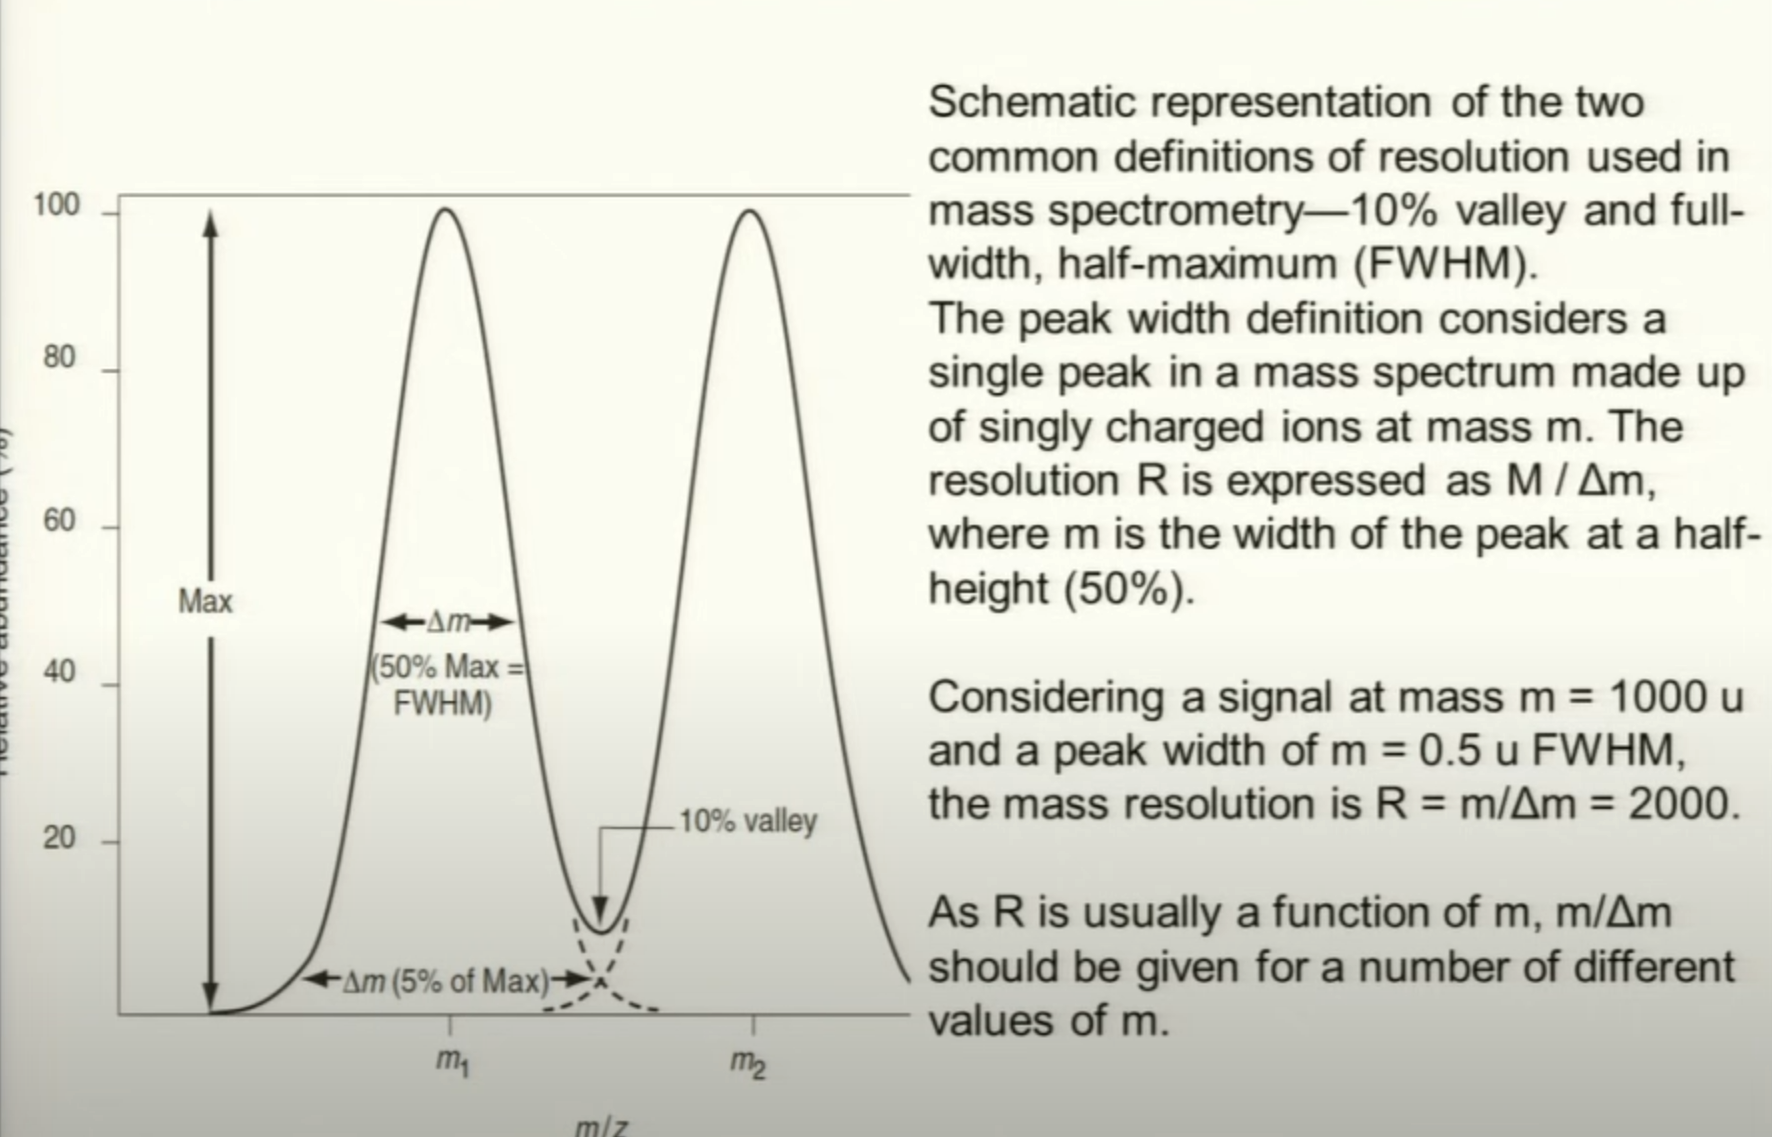 Schematic representation of the two
common definitions of resolution used in
mass spectrometry—10% valley and full-
width, half-maximum (FWHM).
The peak width definition considers a
single peak in a mass spectrum made up
of singly charged ions at mass m. The
resolution R is expressed as M / Δm,
where m is the width of the peak at a half-
height (50%).
Considering a signal at mass m = 1000 u
and a peak width of m = 0.5 u FWHM,
the mass resolution is R = m/Δm = 2000.
As R is usually a function of m, m/Δm
should be given for a number of different
values of m.
100
80
60
40
20
Max
Δm
(50% Max =
FWHM)
10% valley
Δm (5% of Max)
m₁
m₂
m/z